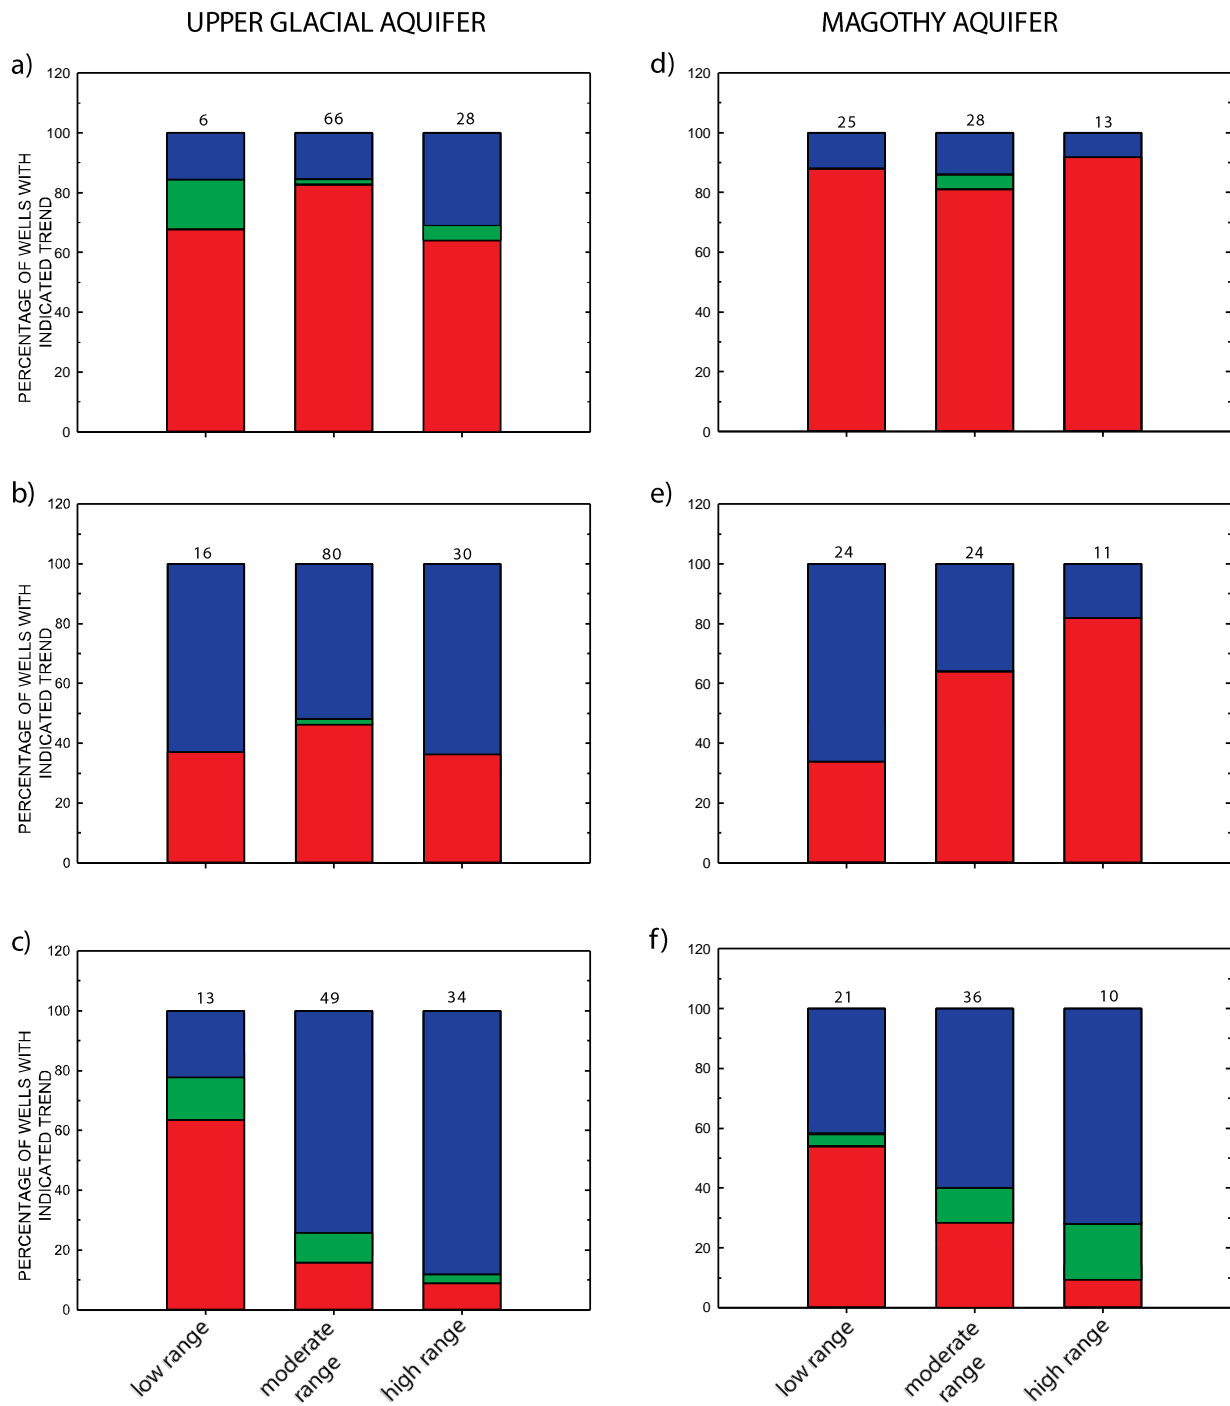 UPPER GLACIAL AQUIFER
MAGOTHY AQUIFER
a)
120
100
80
60
40
20
0
PERCENTAGE OF WELLS WITH
INDICATED TREND
6
66
28
d)
120
100
80
60
40
20
0
25
28
13
b)
120
100
80
60
40
20
0
PERCENTAGE OF WELLS WITH
INDICATED TREND
16
80
30
e)
120
100
80
60
40
20
0
24
24
11
c)
120
100
80
60
40
20
0
PERCENTAGE OF WELLS WITH
INDICATED TREND
13
49
34
low range
moderate
range
high range
f)
120
100
80
60
40
20
0
21
36
10
low range
moderate
range
high range